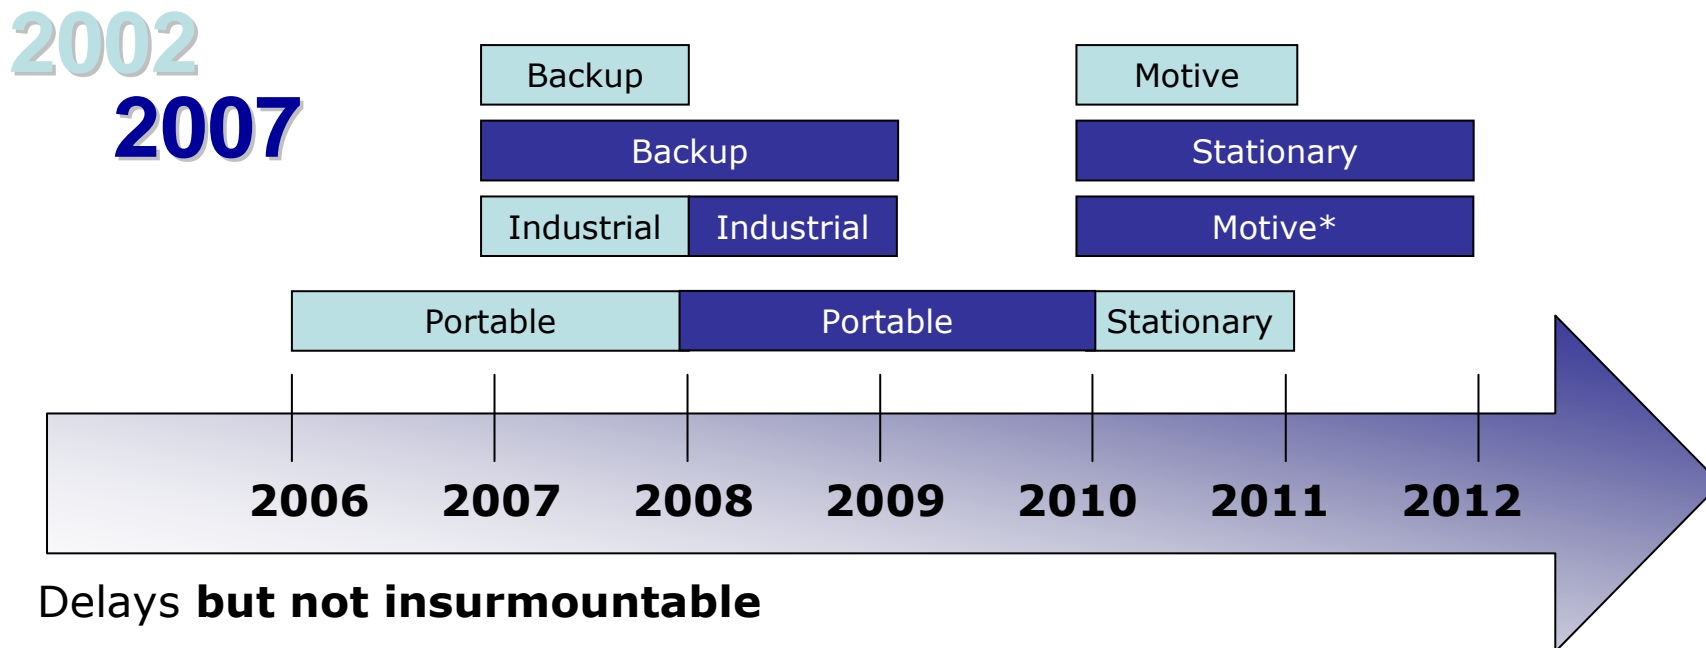 2002
2007
Backup
Motive
Backup
Stationary
Industrial
Industrial
Motive*
Portable
Portable
Stationary
2006
2007
2008
2009
2010
2011
2012
Delays but not insurmountable